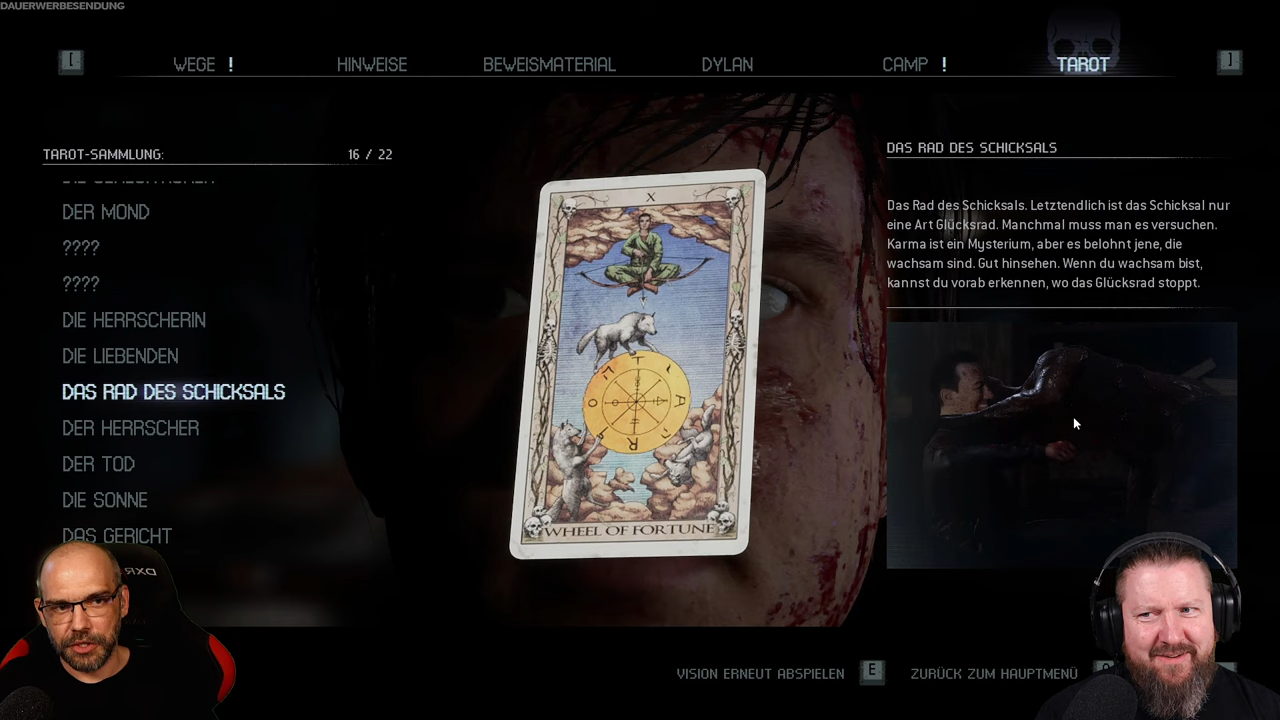 DAUERWERBESENDUNG
[
WEGE !
HINWEISE
BEWEISMATERIAL
DYLAN
CAMP !
TAROT
]
TAROT-SAMMLUNG:
16 / 22
DER MOND
????
????
DIE HERRSCHERIN
DIE LIEBENDEN
DAS RAD DES SCHICKSALS
DER HERRSCHER
DER TOD
DIE SONNE
DAS GERICHT
X
WHEEL OF FORTUNE
DAS RAD DES SCHICKSALS
Das Rad des Schicksals. Letztendlich ist das Schicksal nur
eine Art Glücksrad. Manchmal muss man es versuchen.
Karma ist ein Mysterium, aber es belohnt jene, die
wachsam sind. Gut hinsehen. Wenn du wachsam bist,
kannst du vorab erkennen, wo das Glücksrad stoppt.
VISION ERNEUT ABSPIELEN E
ZURÜCK ZUM HAUPTMENÜ